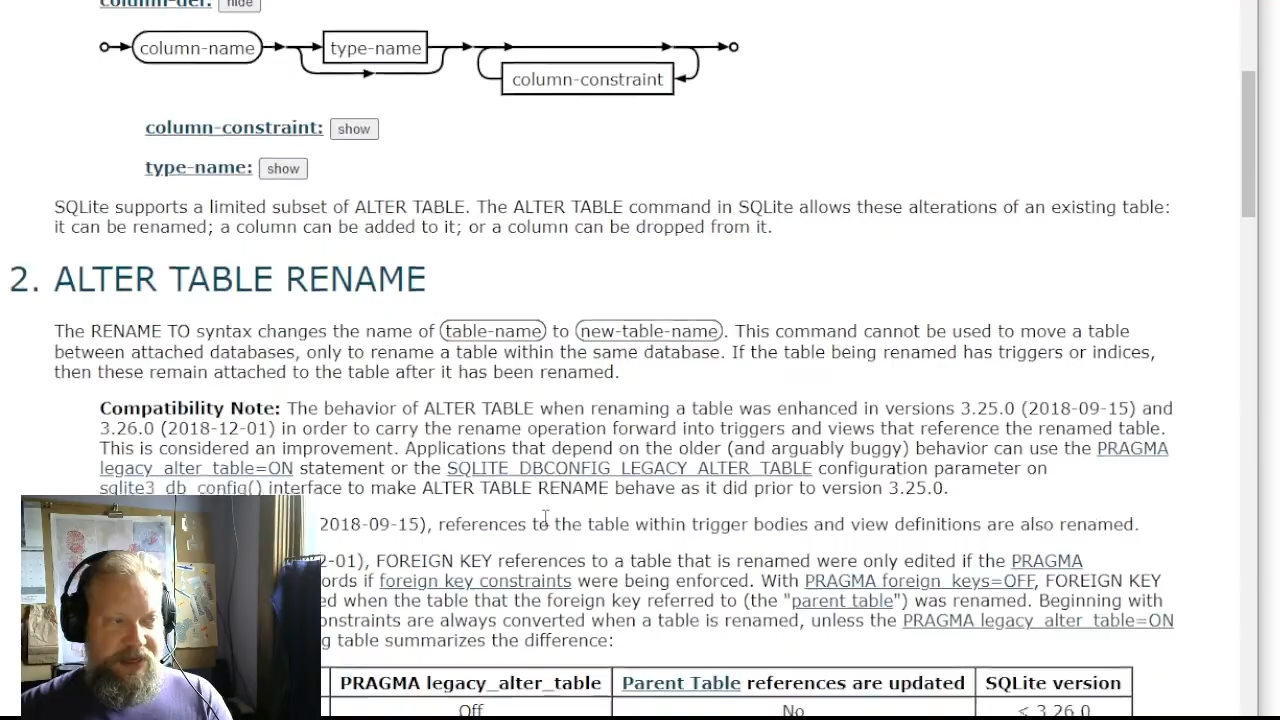 column-def: hide
column-name type-name
column-constraint
column-constraint: show
type-name: show
SQLite supports a limited subset of ALTER TABLE. The ALTER TABLE command in SQLite allows these alterations of an existing table:
it can be renamed; a column can be added to it; or a column can be dropped from it.
2. ALTER TABLE RENAME
The RENAME TO syntax changes the name of table-name to new-table-name. This command cannot be used to move a table
between attached databases, only to rename a table within the same database. If the table being renamed has triggers or indices,
then these remain attached to the table after it has been renamed.
Compatibility Note: The behavior of ALTER TABLE when renaming a table was enhanced in versions 3.25.0 (2018-09-15) and
3.26.0 (2018-12-01) in order to carry the rename operation forward into triggers and views that reference the renamed table.
This is considered an improvement. Applications that depend on the older (and arguably buggy) behavior can use the PRAGMA
legacy_alter_table=ON statement or the SQLITE_DBCONFIG_LEGACY_ALTER_TABLE configuration parameter on
sqlite3_db_config() interface to make ALTER TABLE RENAME behave as it did prior to version 3.25.0.
2018-09-15), references to the table within trigger bodies and view definitions are also renamed.
-01), FOREIGN KEY references to a table that is renamed were only edited if the PRAGMA
ords if foreign key constraints were being enforced. With PRAGMA foreign_keys=OFF, FOREIGN KEY
ed when the table that the foreign key referred to (the "parent table") was renamed. Beginning with
onstraints are always converted when a table is renamed, unless the PRAGMA legacy_alter_table=ON
g table summarizes the difference:
PRAGMA legacy_alter_table Parent Table references are updated SQLite version
Off No < 3.26.0